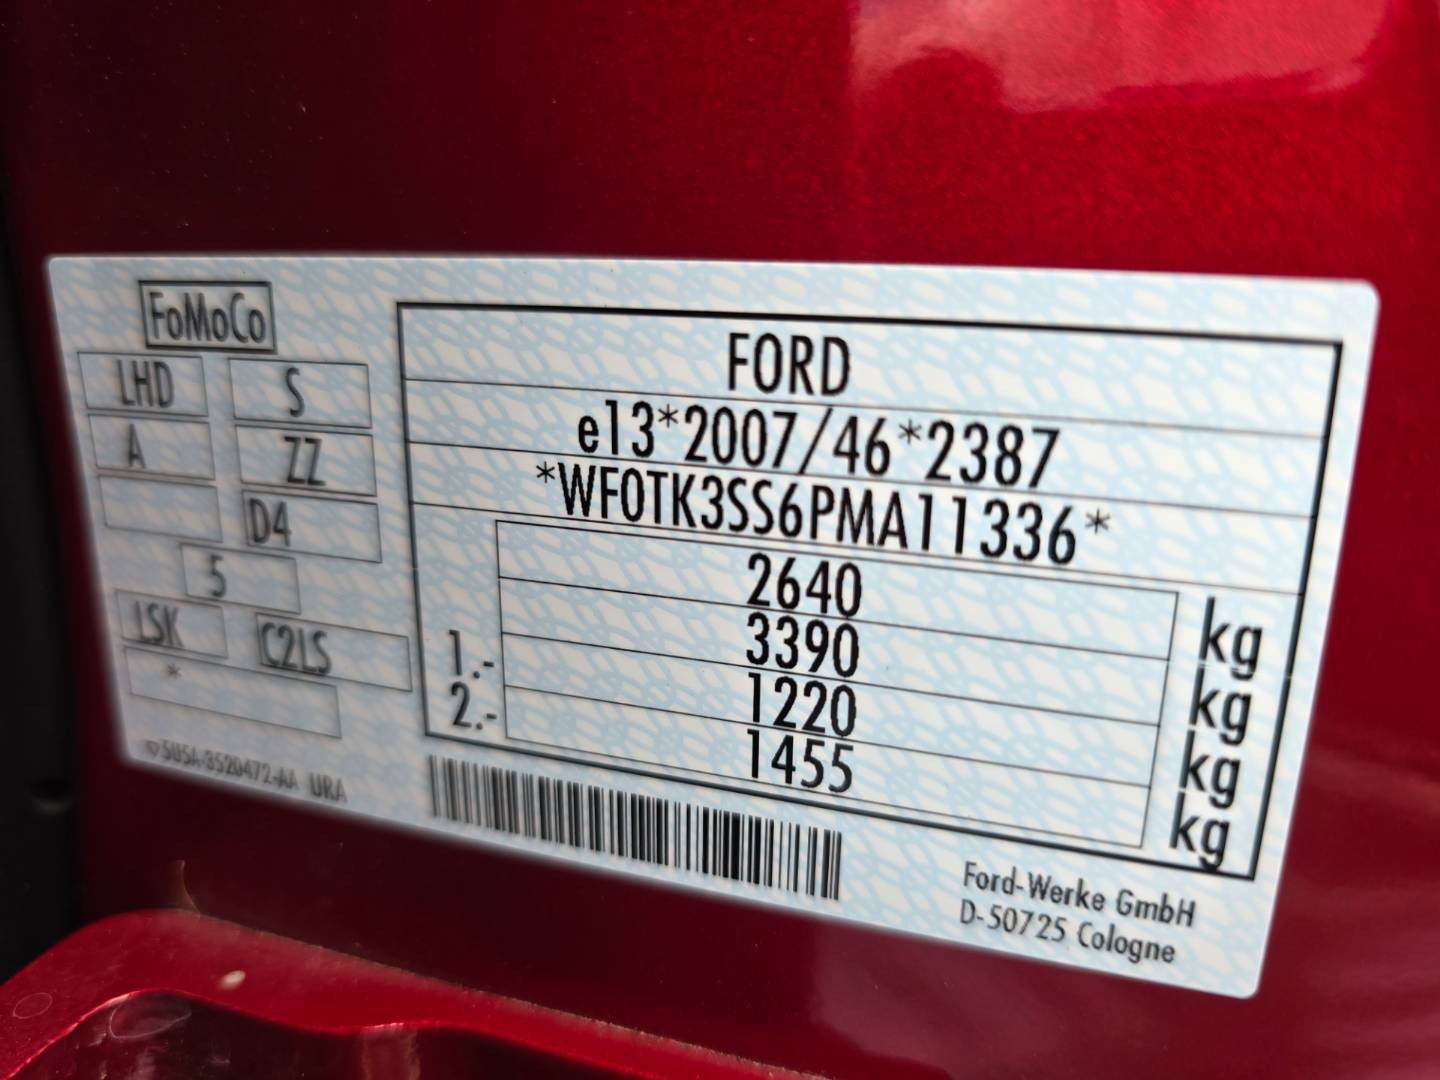 FoMoCo
LHD S
A ZZ
D4
5
LSK C2LS
*
FORD
e13*2007/46*2387
*WF0TK3SS6PMA11336*
2640 kg
3390 kg
1.- 1220 kg
2.- 1455 kg
Ford-Werke GmbH
D-50725 Cologne